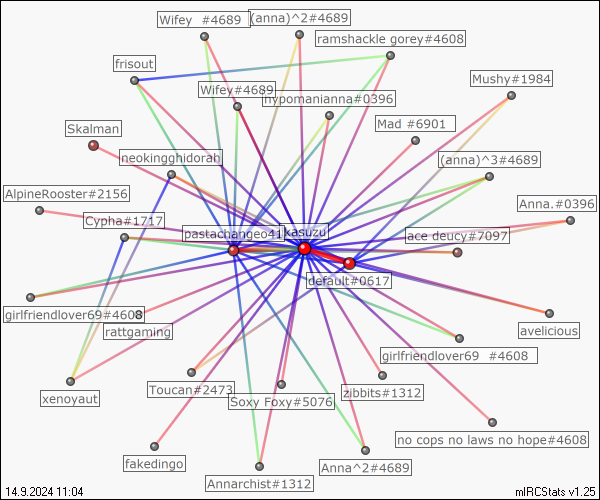 Wifey #4689
(anna)^2#4689
ramshackle gorey#4608
frisout
Mushy#1984
Wifey#4689
hypomanianna#0396
Skalman
Mad #6901
neokingghidorah
(anna)^3#4689
AlpineRooster#2156
Cypha#1717
Anna.#0396
pastachangeo41
kasuzu
ace deucy#7097
default#0617
girlfriendlover69#4608
rattgaming
avelicious
girlfriendlover69 #4608
xenoyaut
Toucan#2473
Soxy Foxy#5076
zibbits#1312
no cops no laws no hope#4608
fakedingo
Annarchist#1312
Anna^2#4689
14.9.2024 11:04
mIRCStats v1.25